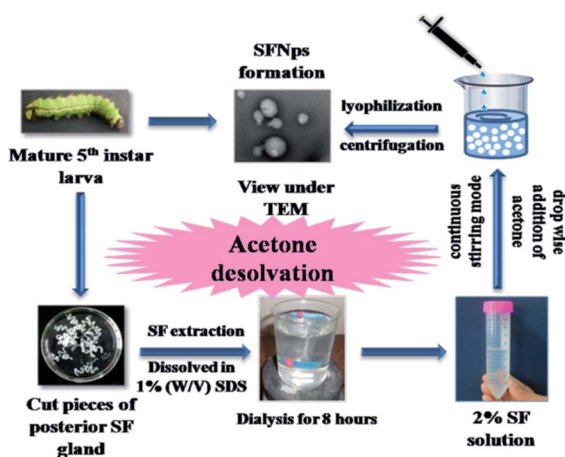 SFNps
formation
lyophilization
centrifugation
Mature 5th instar
larva
View under
TEM
Acetone
desolvation
continuous
stirring mode
drop wise
addition of
acetone
SF extraction
Dissolved in
1% (W/V) SDS
Cut pieces of
posterior SF
gland
Dialysis for 8 hours
2% SF
solution